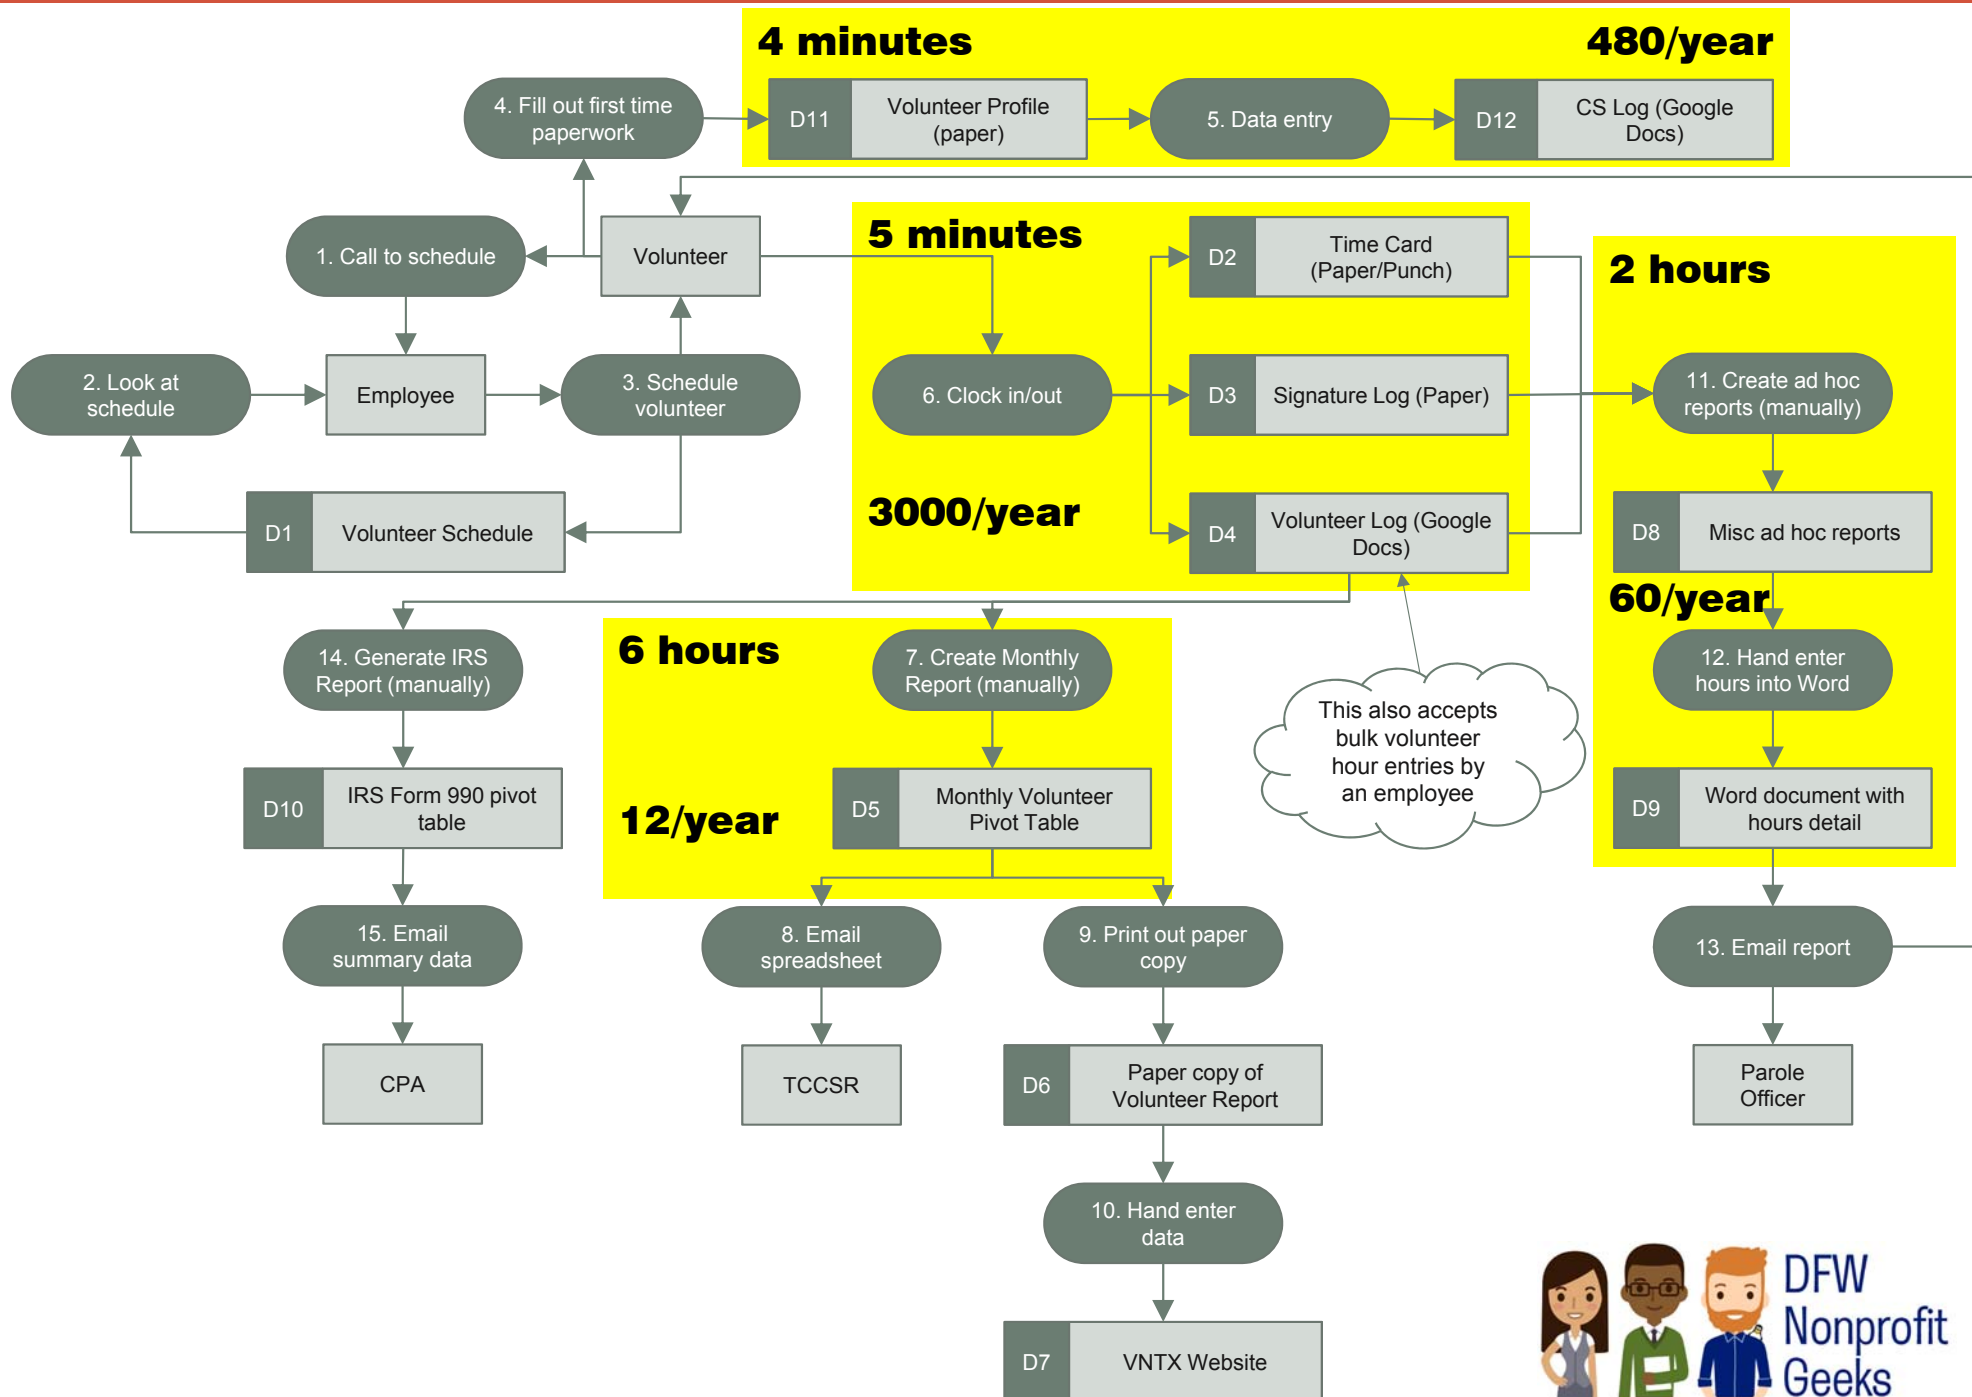 4 minutes
480/year
4. Fill out first time
paperwork
D11
Volunteer Profile
(paper)
5. Data entry
D12
CS Log (Google
Docs)
1. Call to schedule
Volunteer
5 minutes
D2
Time Card
(Paper/Punch)
2 hours
2. Look at
schedule
Employee
3. Schedule
volunteer
6. Clock in/out
D3
Signature Log (Paper)
11. Create ad hoc
reports (manually)
3000/year
D1
Volunteer Schedule
D4
Volunteer Log (Google
Docs)
D8
Misc ad hoc reports
60/year
14. Generate IRS
Report (manually)
6 hours
7. Create Monthly
Report (manually)
12. Hand enter
hours into Word
This also accepts
bulk volunteer
hour entries by
an employee
D10
IRS Form 990 pivot
table
12/year
D5
Monthly Volunteer
Pivot Table
D9
Word document with
hours detail
15. Email
summary data
8. Email
spreadsheet
9. Print out paper
copy
13. Email report
CPA
TCCSR
D6
Paper copy of
Volunteer Report
Parole
Officer
10. Hand enter
data
D7
VNTX Website
DFW
Nonprofit
Geeks